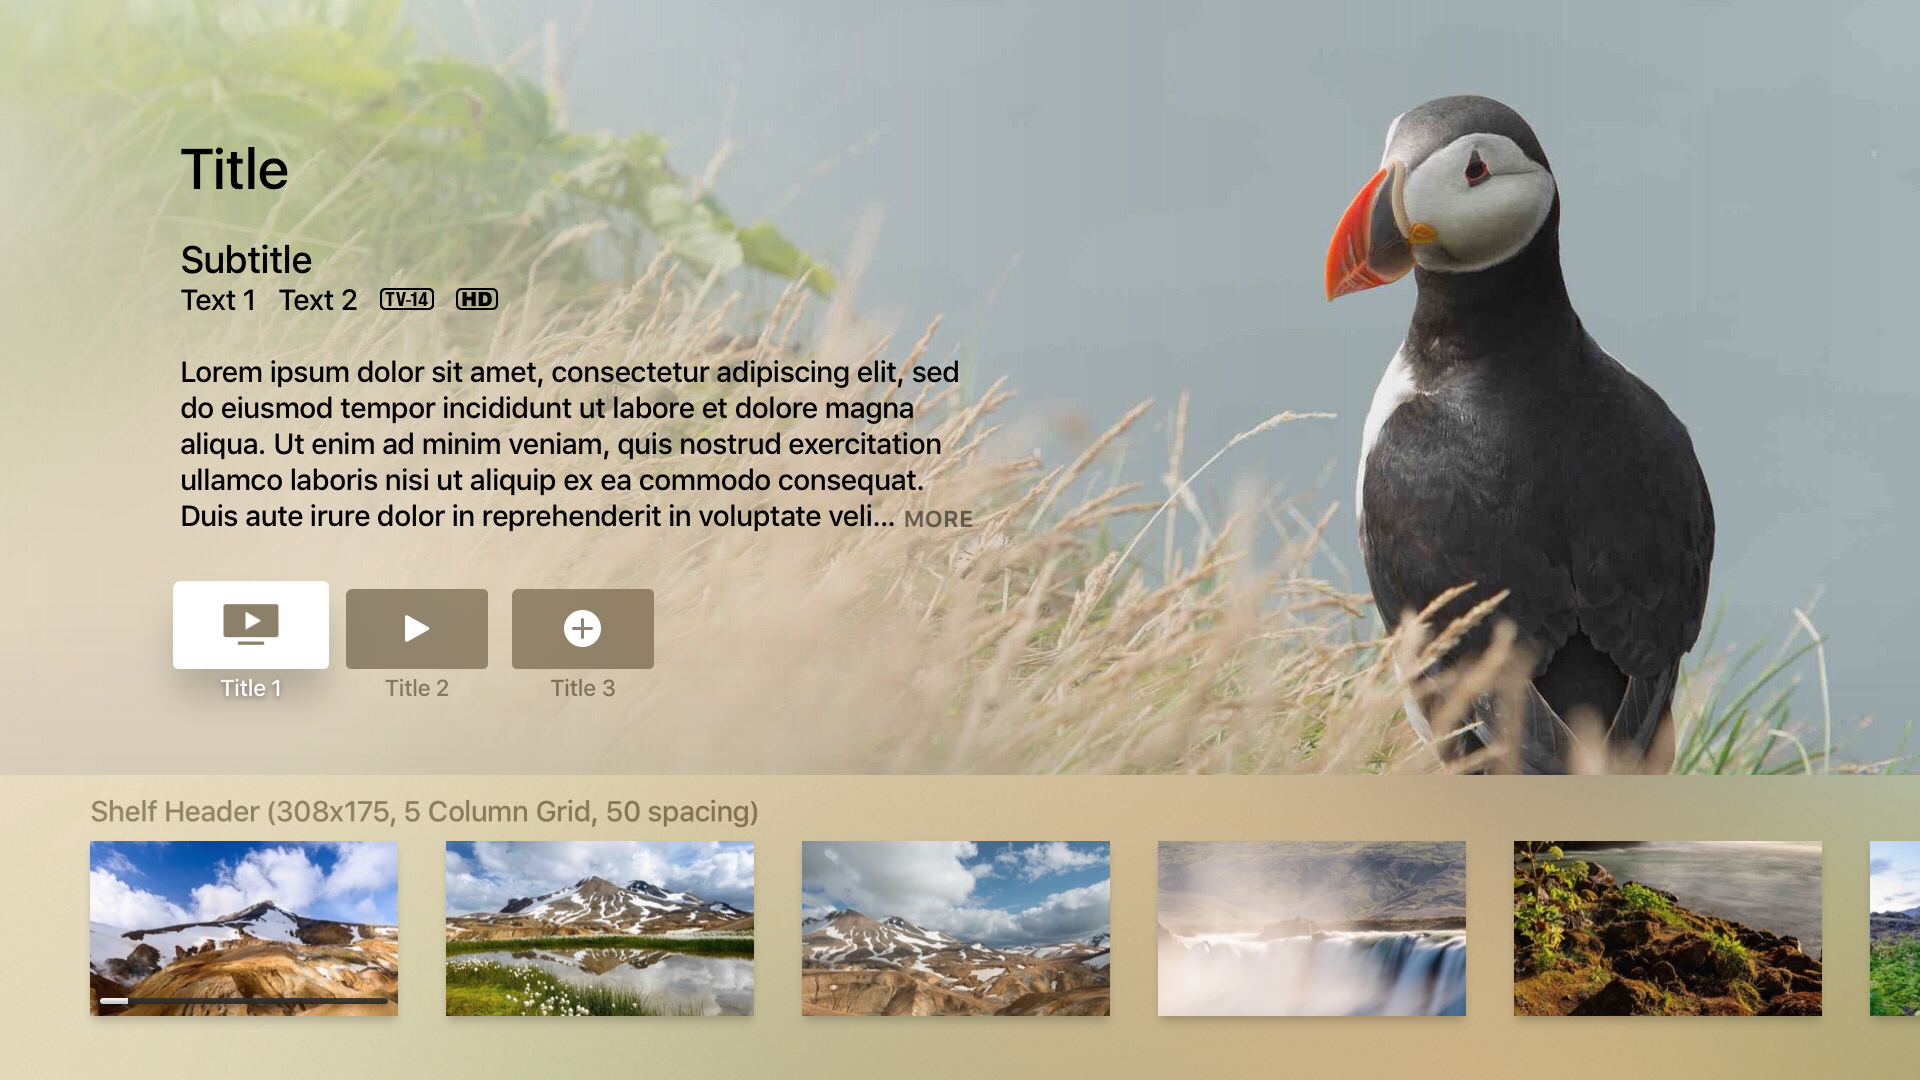 Title
Subtitle
Text 1 Text 2 TV-14 HD
Lorem ipsum dolor sit amet, consectetur adipiscing elit, sed
do eiusmod tempor incididunt ut labore et dolore magna
aliqua. Ut enim ad minim veniam, quis nostrud exercitation
ullamco laboris nisi ut aliquip ex ea commodo consequat.
Duis aute irure dolor in reprehenderit in voluptate veli... MORE
Title 1 Title 2 Title 3
Shelf Header (308x175, 5 Column Grid, 50 spacing)